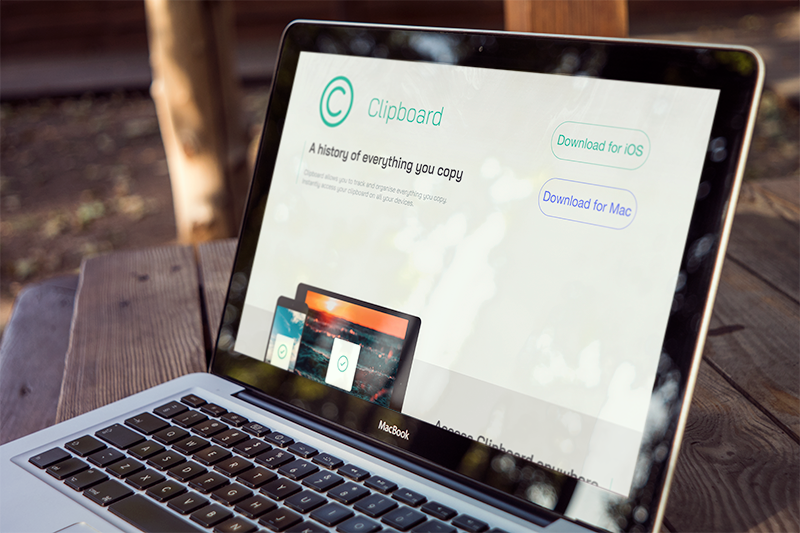 ©
Clipboard
A history of everything you copy
Clipboard allows you to track and organise everything you copy.
Instantly access your clipboard on all your devices.
Download for iOS
Download for Mac
Access Clipboard anywhere
MacBook